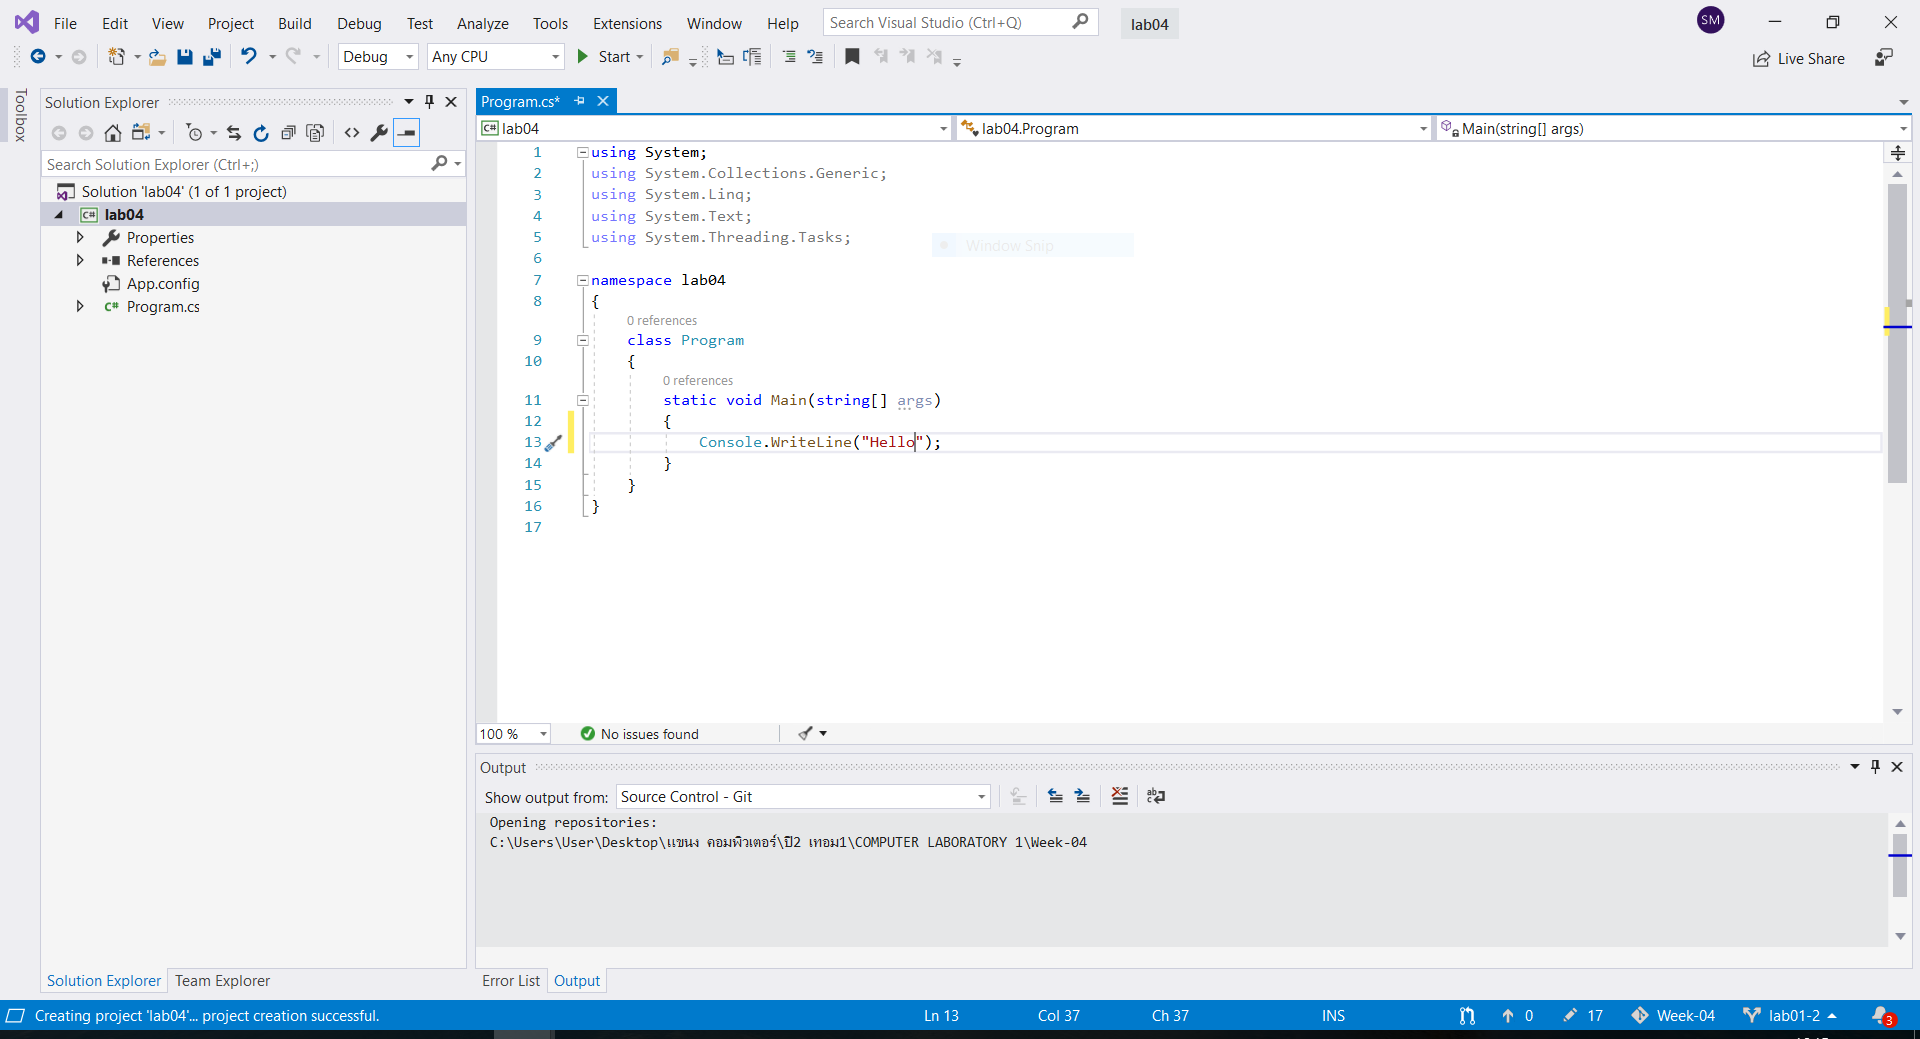 File Edit View Project Build Debug Test Analyze Tools Extensions Window Help Search Visual Studio (Ctrl+Q) lab04 SM
Debug Any CPU Start Live Share
Toolbox
Solution Explorer
Search Solution Explorer (Ctrl+;)
Solution 'lab04' (1 of 1 project)
C# lab04
Properties
References
App.config
C# Program.cs
Program.cs*
C# lab04 lab04.Program Main(string[] args)
1 using System;
2 using System.Collections.Generic;
3 using System.Linq;
4 using System.Text;
5 using System.Threading.Tasks;
Window Snip
6
7 namespace lab04
8 {
0 references
9 class Program
10 {
0 references
11 static void Main(string[] args)
12 {
13 Console.WriteLine("Hello");
14 }
15 }
16 }
17
100 % No issues found
Output
Show output from: Source Control - Git
Opening repositories:
C:\Users\User\Desktop\แขนง คอมพิวเตอร์\ปี2 เทอม1\COMPUTER LABORATORY 1\Week-04
Solution Explorer Team Explorer
Error List Output
Creating project 'lab04'... project creation successful. Ln 13 Col 37 Ch 37 INS 0 17 Week-04 lab01-2 3